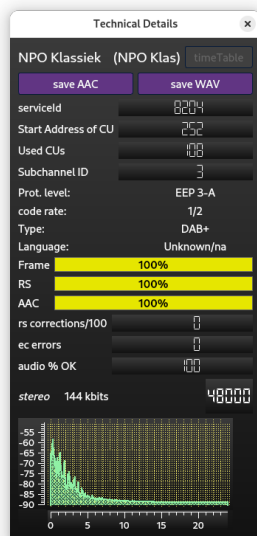 Technical Details
NPO Klassiek (NPO Klas) timeTable
save AAC save WAV
serviceId 8204
Start Address of CU 252
Used CUs 108
Subchannel ID 3
Prot. level: EEP 3-A
code rate: 1/2
Type: DAB+
Language: Unknown/na
Frame 100%
RS 100%
AAC 100%
rs corrections/100 0
ec errors 0
audio % OK 100
stereo 144 kbits 48000
-55
-60
-65
-70
-75
-80
-85
-90
0 5 10 15 20